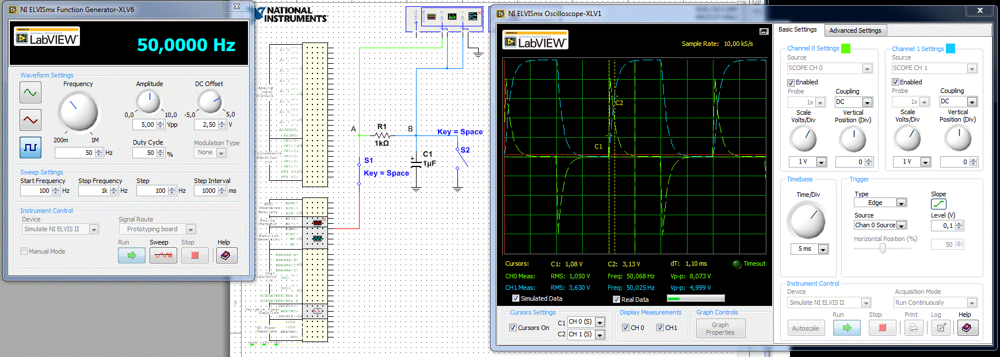 NI ELVISmx Function Generator-XLV6
POWERED BY
NATIONAL INSTRUMENTS
LabVIEW
50,0000 Hz
Waveform Settings
Frequency
200m
1M
50
Hz
Amplitude
0,0
10,0
5,00
Vpp
DC Offset
-5,0
5,0
2,50
V
Duty Cycle
50
%
Modulation Type
None
Sweep Settings
Start Frequency
Stop Frequency
Step
Step Interval
100
Hz
1k
Hz
100
Hz
1000
ms
Instrument Control
Device
Signal Route
Simulate NI ELVIS II
Prototyping board
Manual Mode
Run
Sweep
Stop
Help
NATIONAL
INSTRUMENTS
Analog
Input
Signals
A
R1
1kΩ
B
Key = Space
S2
S1
Key = Space
C1
1µF
NI ELVISmx Oscilloscope-XLV1
LabVIEW
Sample Rate: 10,00 kS/s
C2
C1
Cursors: C1: 1,08 V C2: 3,13 V dT: 1,10 ms
Timeout
CH0 Meas: RMS: 1,050 V Freq: 50,068 Hz Vp-p: 8,073 V
CH1 Meas: RMS: 3,630 V Freq: 50,025 Hz Vp-p: 4,999 V
Simulated Data
Real Data
Cursors Settings
Cursors On
C1 CH 0 (S)
C2 CH 1 (S)
Display Measurements
CH 0
CH1
Graph Controls
Graph
Properties
Basic Settings
Advanced Settings
Channel 0 Settings
Source
SCOPE CH 0
Enabled
Probe
1x
Coupling
DC
Scale
Volts/Div
Vertical
Position (Div)
1 V
0
Channel 1 Settings
Source
SCOPE CH 1
Enabled
Probe
1x
Coupling
DC
Scale
Volts/Div
Vertical
Position (Div)
1 V
0
Timebase
Time/Div
5 ms
Trigger
Type
Edge
Slope
Source
Chan 0 Source
Level (V)
0,1
Horizontal Position (%)
50
Instrument Control
Device
Acquisition Mode
Simulate NI ELVIS II
Run Continuously
Run
Stop
Print
Log
Help
Autoscale